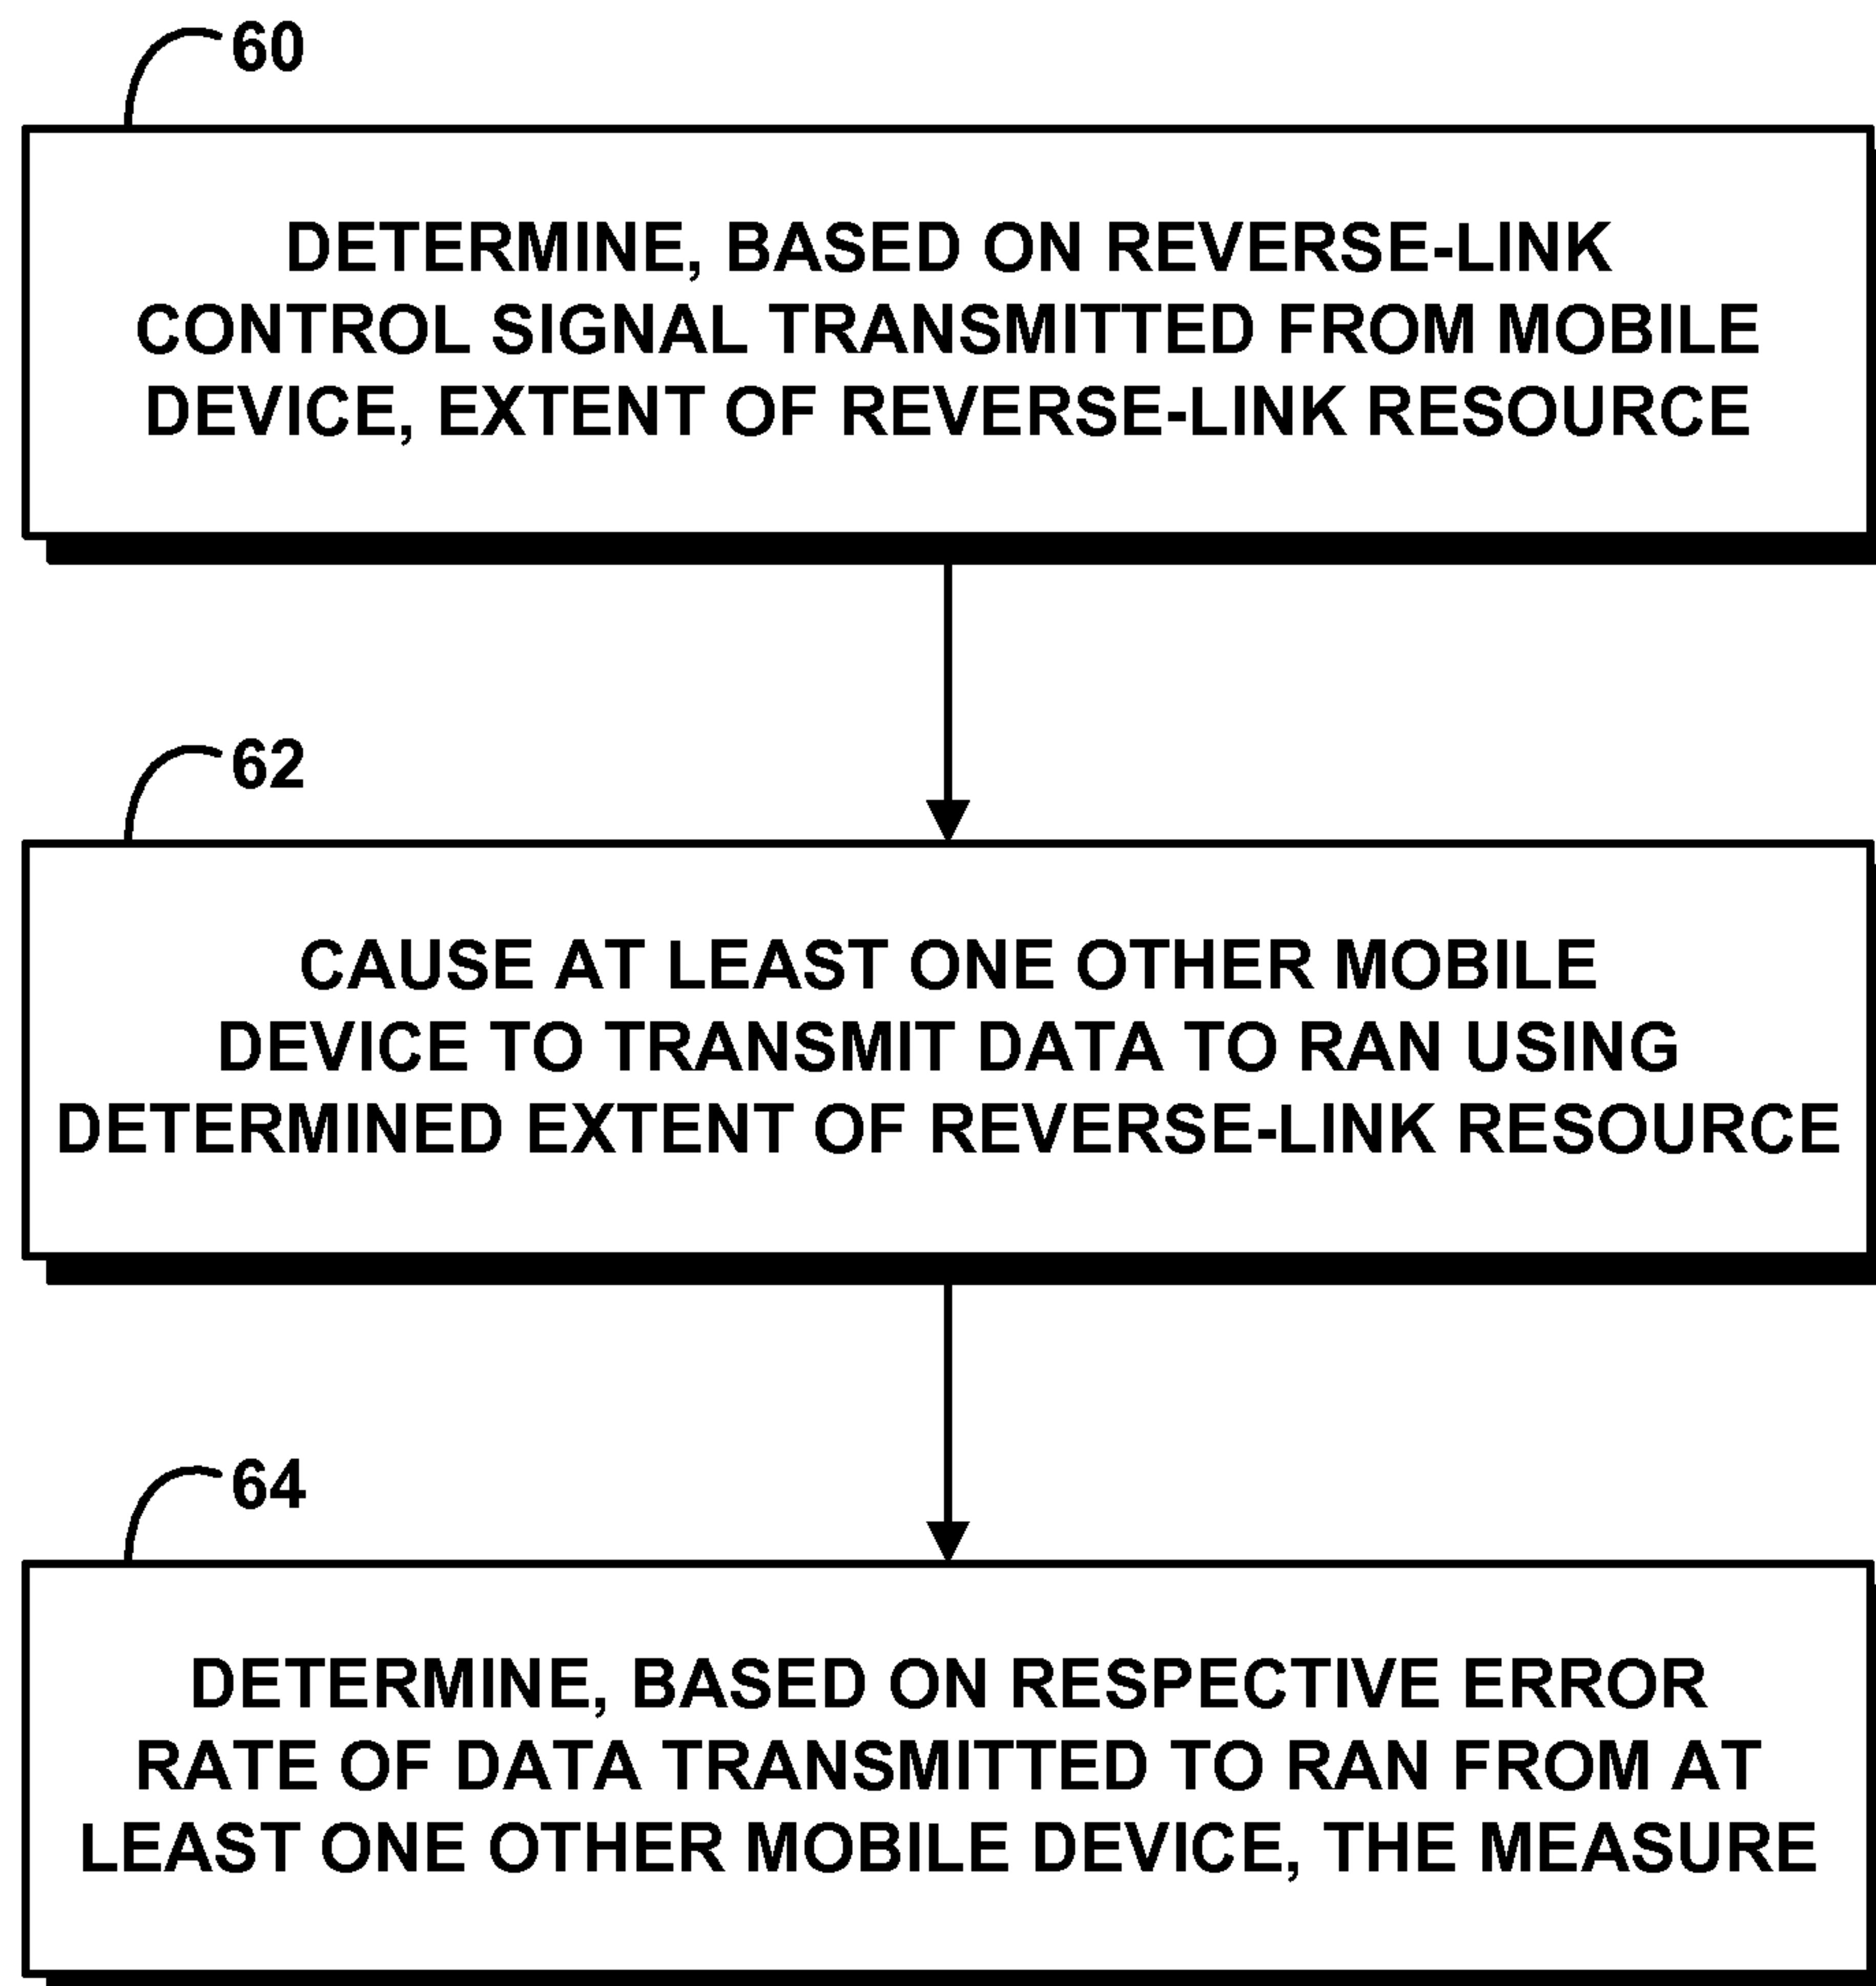 60
DETERMINE, BASED ON REVERSE-LINK
CONTROL SIGNAL TRANSMITTED FROM MOBILE
DEVICE, EXTENT OF REVERSE-LINK RESOURCE
62
CAUSE AT LEAST ONE OTHER MOBILE
DEVICE TO TRANSMIT DATA TO RAN USING
DETERMINED EXTENT OF REVERSE-LINK RESOURCE
64
DETERMINE, BASED ON RESPECTIVE ERROR
RATE OF DATA TRANSMITTED TO RAN FROM AT
LEAST ONE OTHER MOBILE DEVICE, THE MEASURE